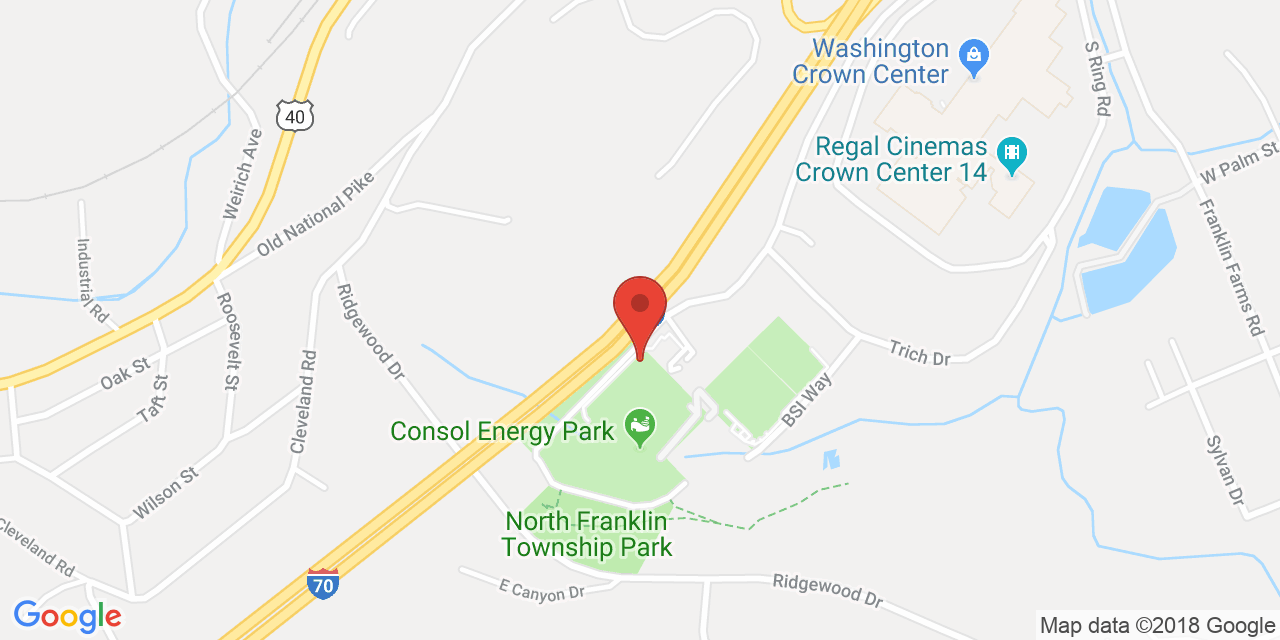 Washington
Crown Center
S Ring Rd
40
Regal Cinemas
Crown Center 14
W Palm St
Weirich Ave
Old National Pike
Franklin Farms Rd
Industrial Rd
Roosevelt St
Ridgewood Dr
Trich Dr
Oak St
Taft St
Cleveland Rd
BSI Way
Consol Energy Park
Sylvan Dr
Wilson St
North Franklin
Township Park
Cleveland Rd
70
E Canyon Dr
Ridgewood Dr
Google
Map data ©2018 Google